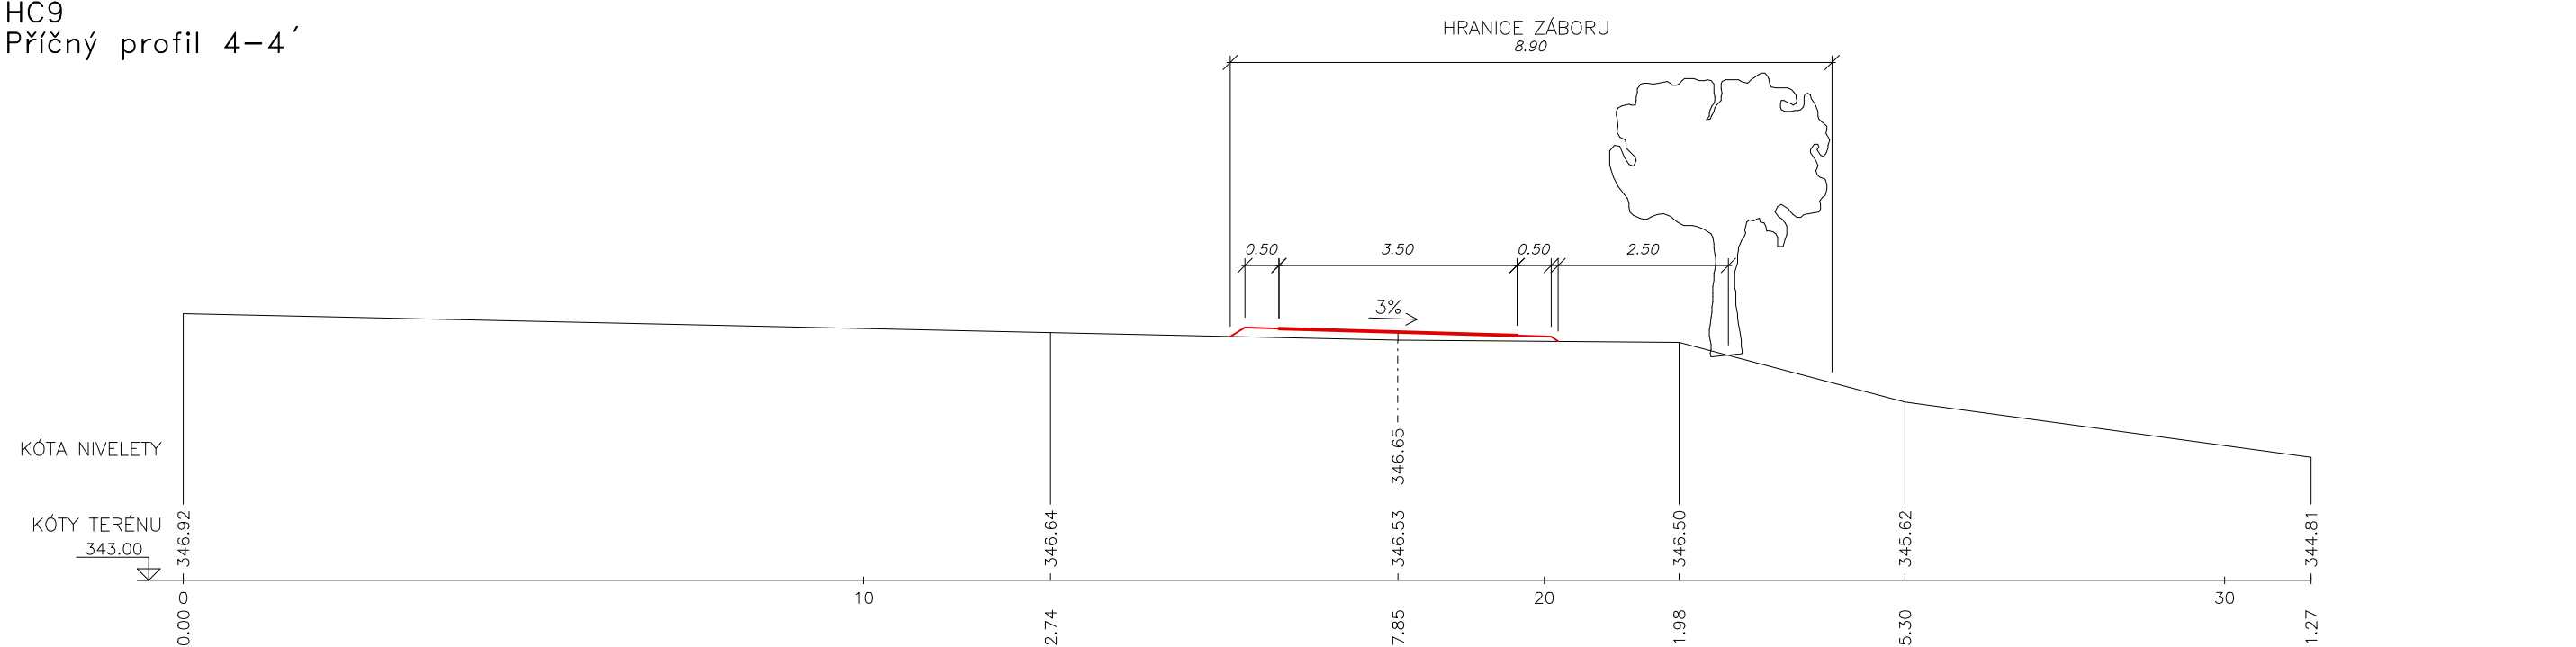 HC9
Příčný profil 4-4´
HRANICE ZÁBORU
8.90
0.50 3.50 0.50 2.50
3%
KÓTA NIVELETY 346.65
KÓTY TERÉNU 346.92 346.64 346.53 346.50 345.62 344.81
343.00
0 10 20 30
0.00 2.74 7.85 1.98 5.30 1.27